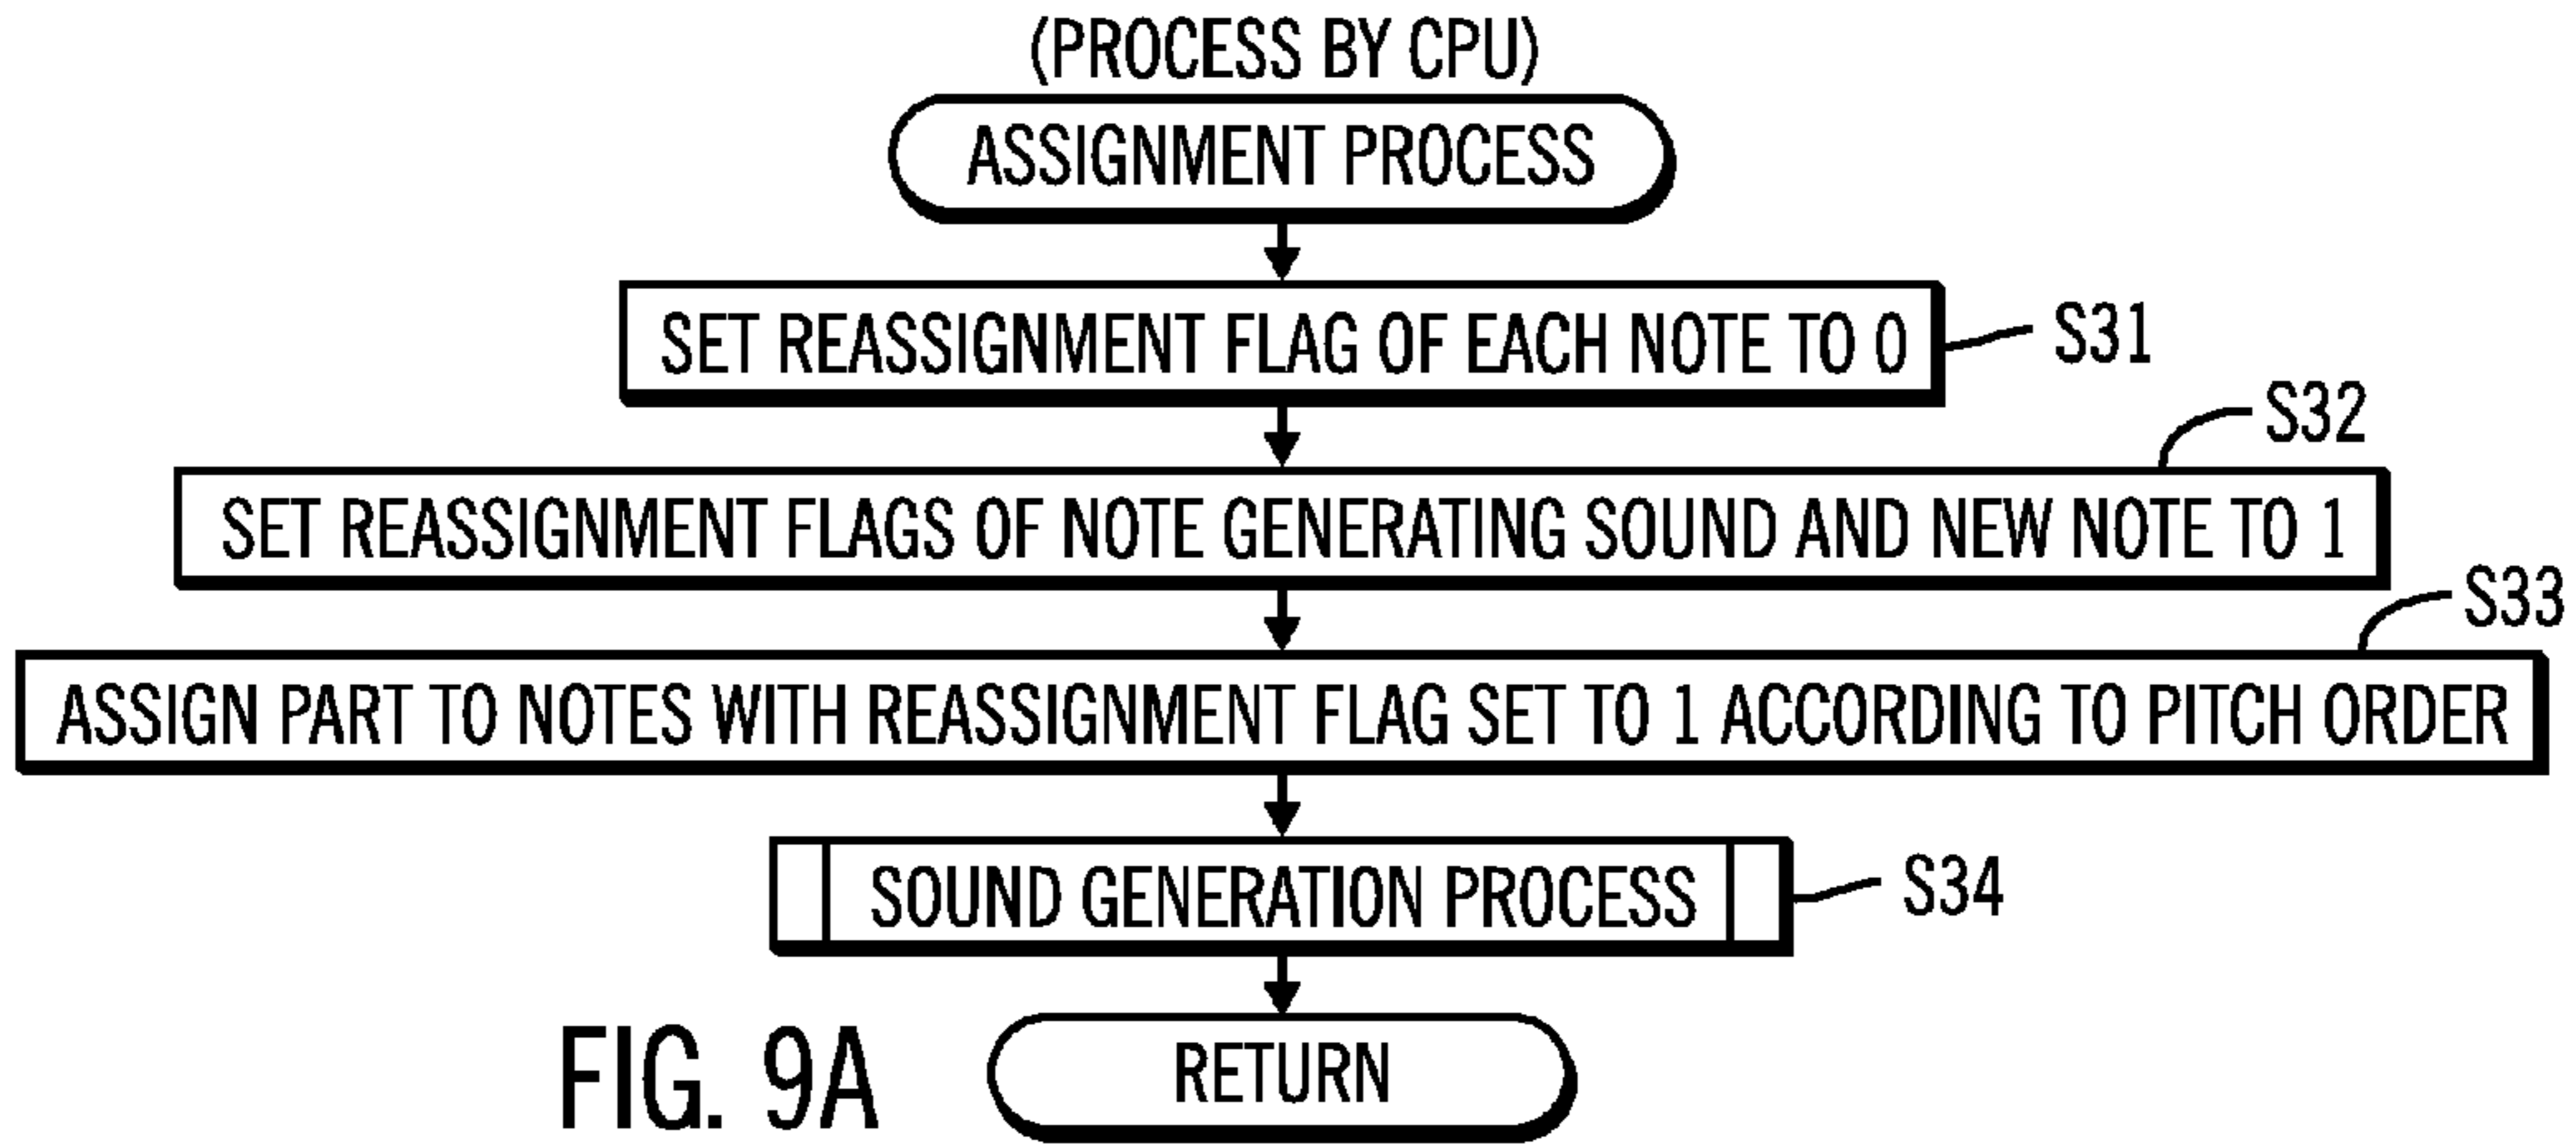 (PROCESS BY CPU)
ASSIGNMENT PROCESS
SET REASSIGNMENT FLAG OF EACH NOTE TO 0
S31
S32
SET REASSIGNMENT FLAGS OF NOTE GENERATING SOUND AND NEW NOTE TO 1
S33
ASSIGN PART TO NOTES WITH REASSIGNMENT FLAG SET TO 1 ACCORDING TO PITCH ORDER
SOUND GENERATION PROCESS
S34
RETURN
FIG. 9A